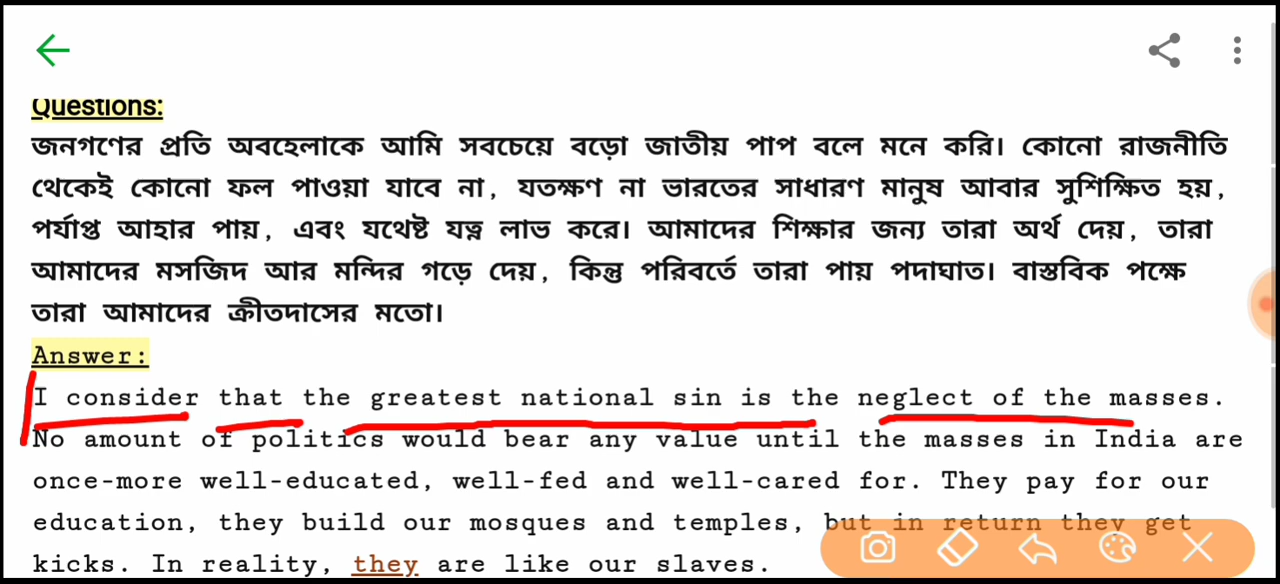 Questions:
জনগণের প্রতি অবহেলাকে আমি সবচেয়ে বড়ো জাতীয় পাপ বলে মনে করি। কোনো রাজনীতি
থেকেই কোনো ফল পাওয়া যাবে না, যতক্ষণ না ভারতের সাধারণ মানুষ আবার সুশিক্ষিত হয়,
পর্যাপ্ত আহার পায়, এবং যথেষ্ট যত্ন লাভ করে। আমাদের শিক্ষার জন্য তারা অর্থ দেয়, তারা
আমাদের মসজিদ আর মন্দির গড়ে দেয়, কিন্তু পরিবর্তে তারা পায় পদাঘাত। বাস্তবিক পক্ষে
তারা আমাদের ক্রীতদাসের মতো।
Answer:
I consider that the greatest national sin is the neglect of the masses.
No amount of politics would bear any value until the masses in India are
once-more well-educated, well-fed and well-cared for. They pay for our
education, they build our mosques and temples, but in return they get
kicks. In reality, they are like our slaves.